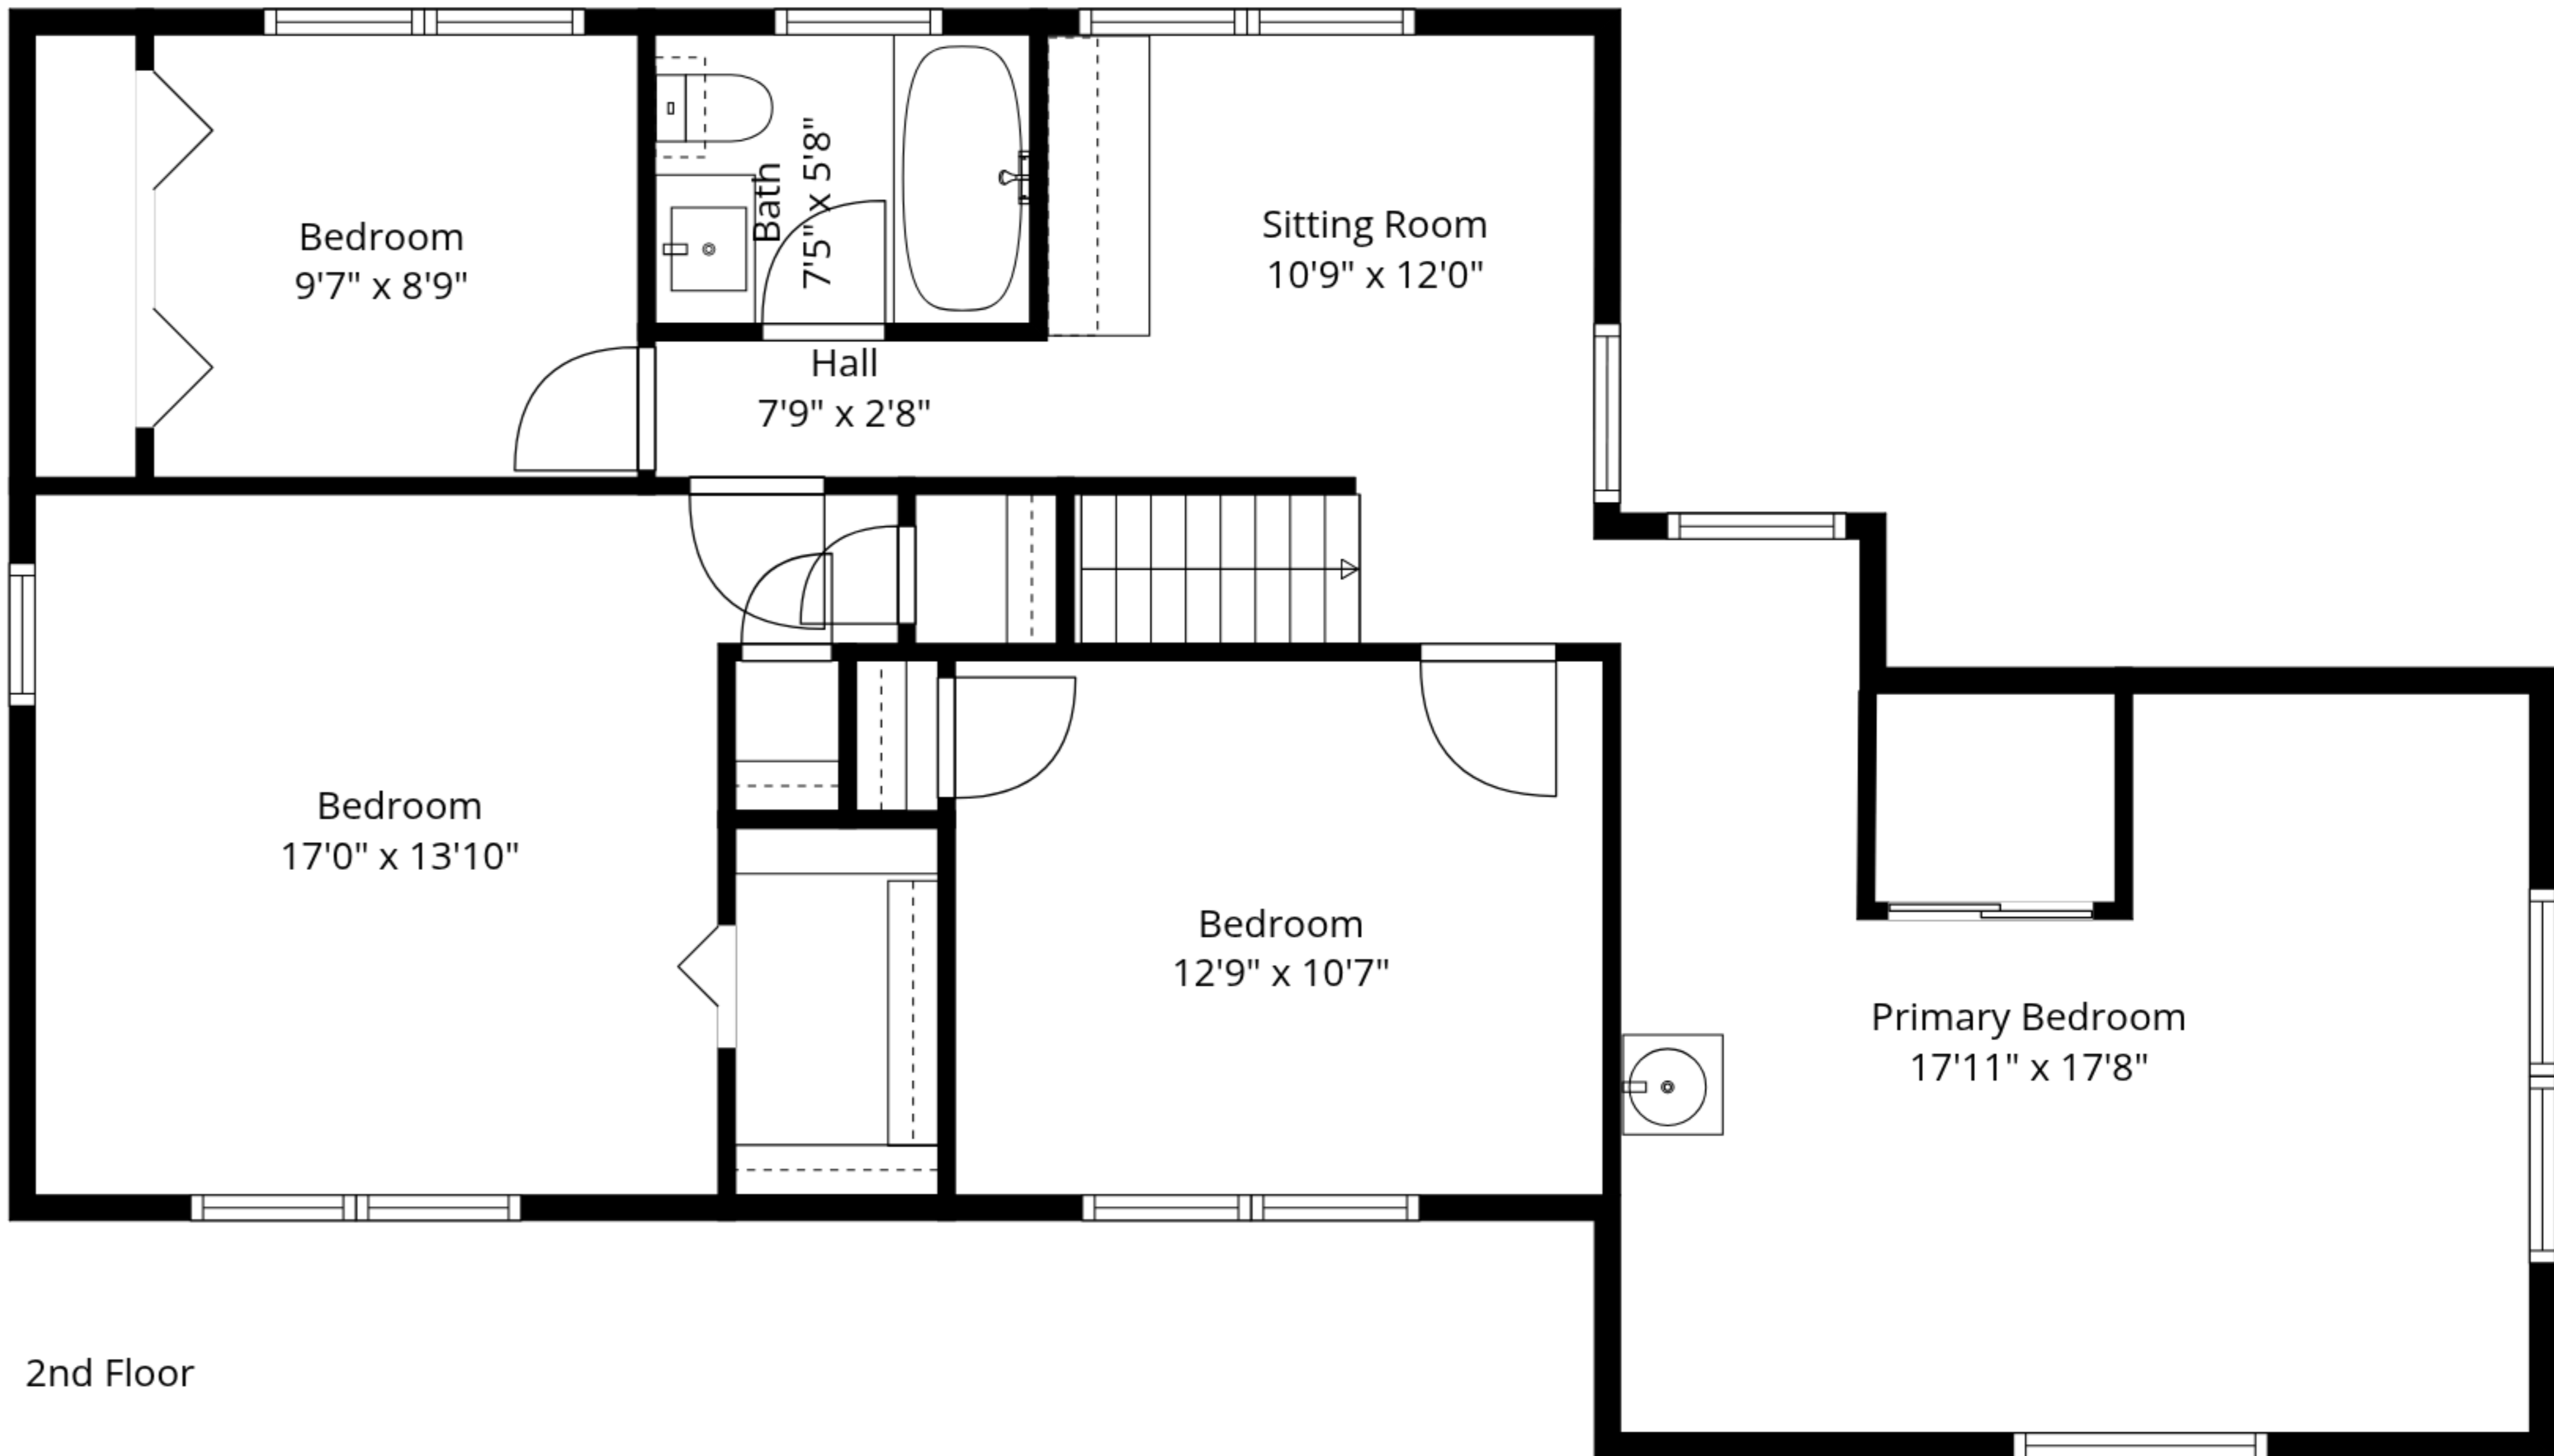 Bedroom
9'7" x 8'9"
Bath
7'5" x 5'8"
Sitting Room
10'9" x 12'0"
Hall
7'9" x 2'8"
Bedroom
17'0" x 13'10"
Bedroom
12'9" x 10'7"
Primary Bedroom
17'11" x 17'8"
2nd Floor